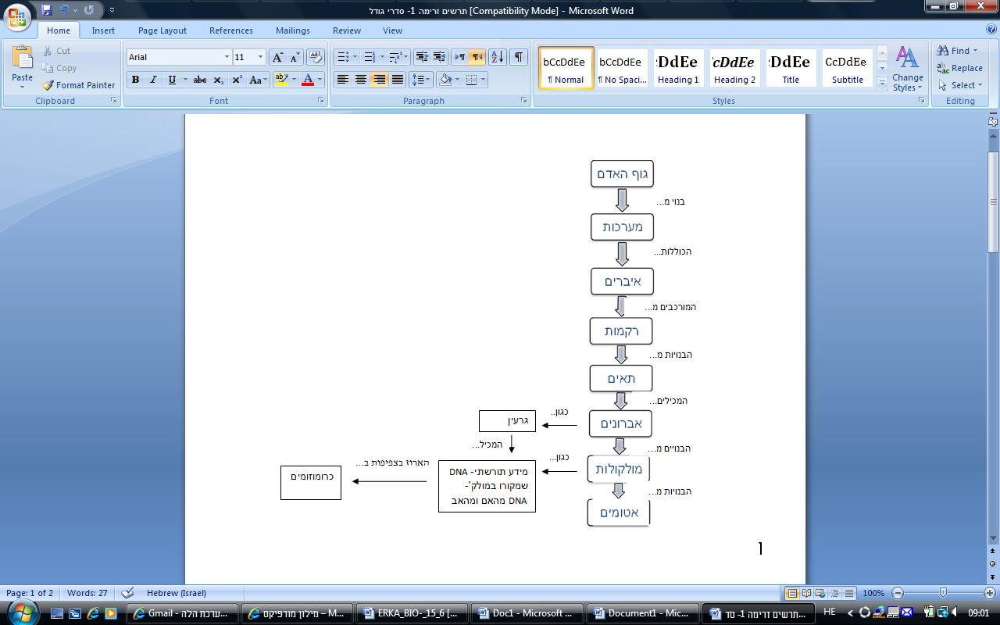 תרשים זרימה 1- סדרי גודל [Compatibility Mode] - Microsoft Word
Home Insert Page Layout References Mailings Review View
Paste
Cut
Copy
Format Painter
Clipboard
Arial 11
B I U abc x₂ x² Aa
Font
Paragraph
bCcDdEe
¶ Normal
bCcDdEe
¶ No Spaci...
:DdEe
Heading 1
'cDdEe
Heading 2
:DdEe
Title
CcDdEe
Subtitle
Change
Styles
Styles
Find
Replace
Select
Editing
גוף האדם
בנוי מ...
מערכות
הכוללות...
איברים
המורכבים מ...
רקמות
הבנויות מ...
תאים
המכילים...
אברונים
כגון..
גרעין
הבנויים מ...
המכיל...
מולקולות
כגון...
מידע תורשתי- DNA
שמקורו במולק'-
DNA מהאם ומהאב
הארוז בצפיפות ב...
כרומוזומים
הבנויות מ...
אטומים
Page: 1 of 2 Words: 27 Hebrew (Israel) 100%
Gmail - מערכת הלה...
מילון מורפיקס – M...
ERKA_BIO-_15_6 [...
Doc1 - Microsoft ...
Document1 - Mic...
תרשים זרימה 1- סד...
HE
09:01